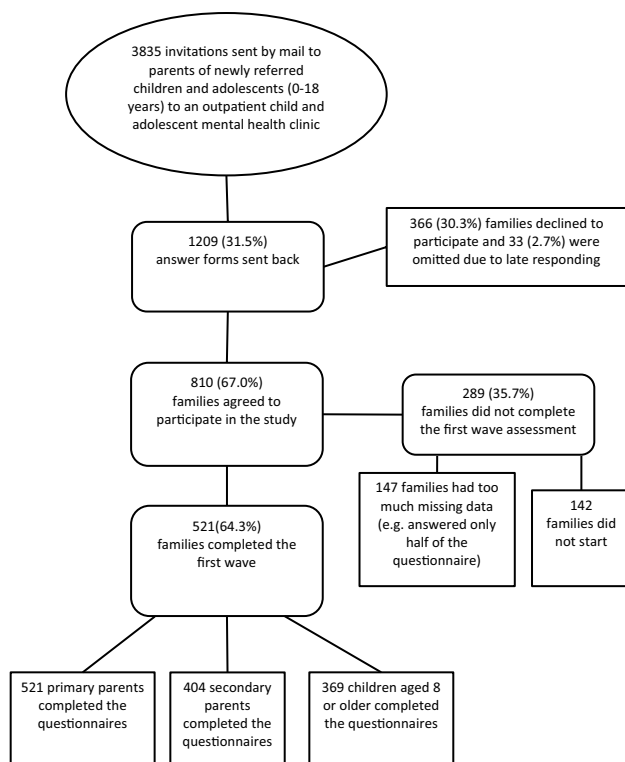 3835 invitations sent by mail to
parents of newly referred
children and adolescents (0-18
years) to an outpatient child and
adolescent mental health clinic
1209 (31.5%)
answer forms sent back
366 (30.3%) families declined to
participate and 33 (2.7%) were
omitted due to late responding
810 (67.0%)
families agreed to
participate in the study
289 (35.7%)
families did not complete
the first wave assessment
147 families had too
much missing data
(e.g. answered only
half of the
questionnaire)
142
families did
not start
521(64.3%)
families completed the
first wave
521 primary parents
completed the
questionnaires
404 secondary
parents
completed the
questionnaires
369 children aged 8
or older completed
the questionnaires